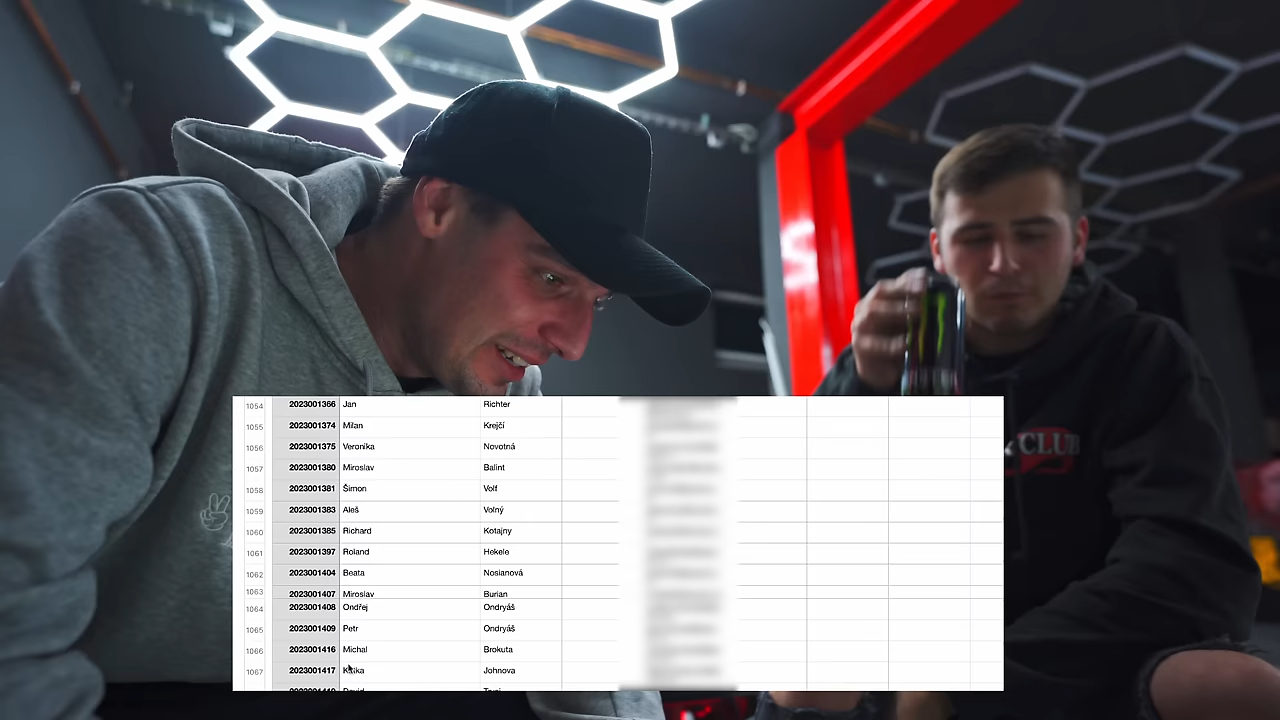 1054 2023001366 Jan Richter
1055 2023001374 Milan Krejčí
1056 2023001375 Veronika Novotná
1057 2023001380 Miroslav Balint
1058 2023001381 Šimon Volf
1059 2023001383 Aleš Volný
1060 2023001385 Richard Kotajny
1061 2023001397 Roland Hekele
1062 2023001404 Beata Nosianová
1063 2023001407 Miroslav Burian
1064 2023001408 Ondřej Ondryáš
1065 2023001409 Petr Ondryáš
1066 2023001416 Michal Brokuta
1067 2023001417 Johnova
CLUB